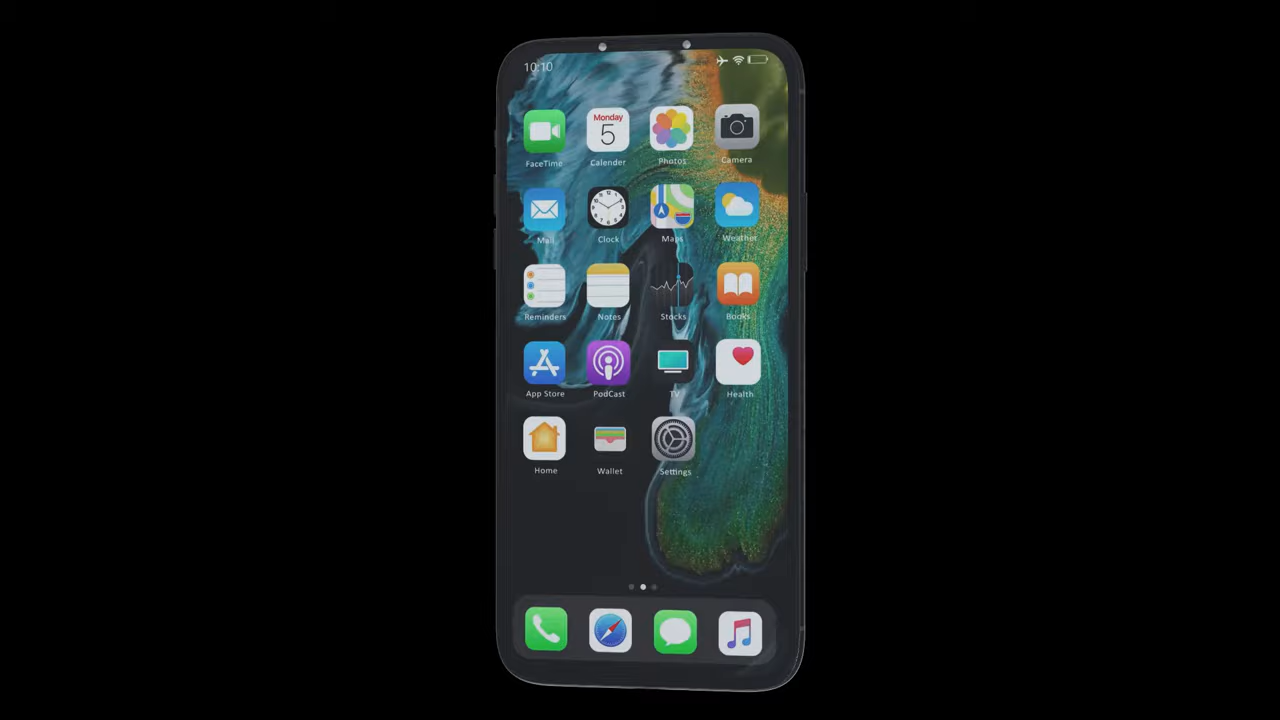 10:10
Monday
5
FaceTime
Calender
Photos
Camera
Mail
Clock
Maps
Weather
Reminders
Notes
Stocks
Books
App Store
PodCast
TV
Health
Home
Wallet
Settings